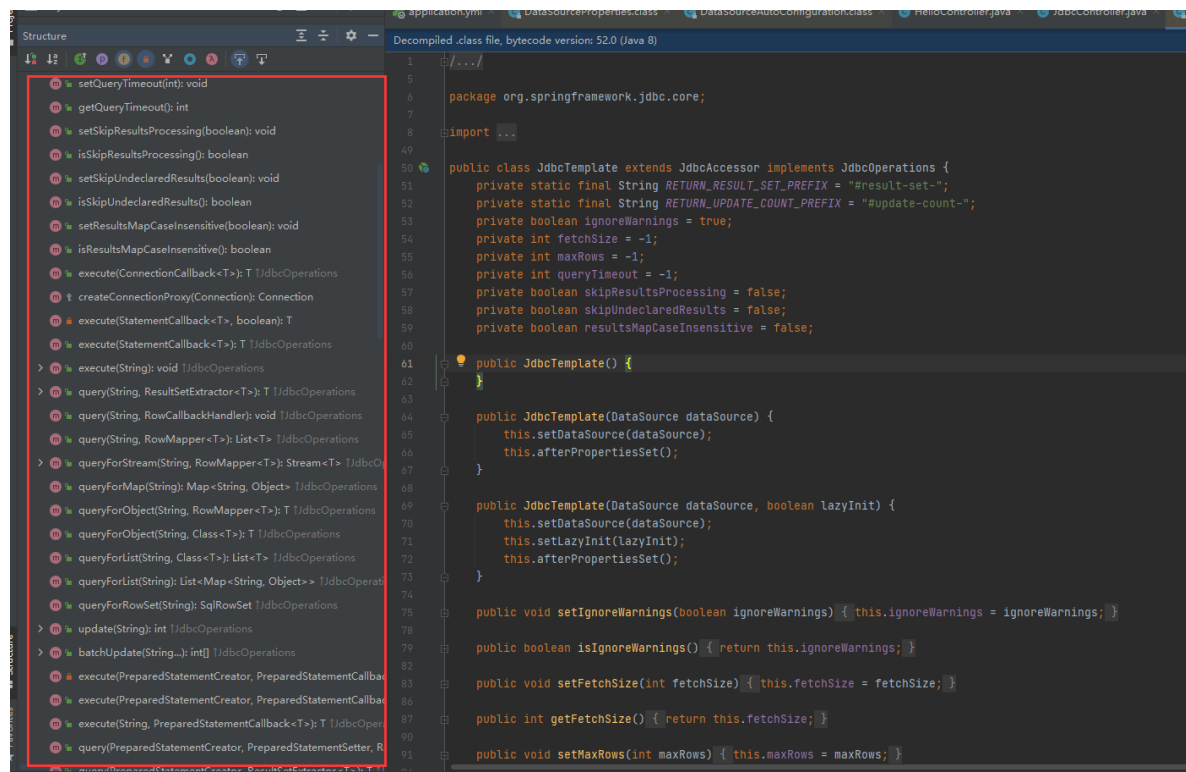 application.yml
DataSourceProperties.class
DataSourceAutoConfiguration.class
HelloController.java
JdbcController.java
Structure
Decompiled .class file, bytecode version: 52.0 (Java 8)
setQueryTimeout(int): void
getQueryTimeout(): int
setSkipResultsProcessing(boolean): void
isSkipResultsProcessing(): boolean
setSkipUndeclaredResults(boolean): void
isSkipUndeclaredResults(): boolean
setResultsMapCaseInsensitive(boolean): void
isResultsMapCaseInsensitive(): boolean
execute(ConnectionCallback<T>): T ↑JdbcOperations
createConnectionProxy(Connection): Connection
execute(StatementCallback<T>, boolean): T
execute(StatementCallback<T>): T ↑JdbcOperations
execute(String): void ↑JdbcOperations
query(String, ResultSetExtractor<T>): T ↑JdbcOperations
query(String, RowCallbackHandler): void ↑JdbcOperations
query(String, RowMapper<T>): List<T> ↑JdbcOperations
queryForStream(String, RowMapper<T>): Stream<T> ↑JdbcO
queryForMap(String): Map<String, Object> ↑JdbcOperations
queryForObject(String, RowMapper<T>): T ↑JdbcOperations
queryForObject(String, Class<T>): T ↑JdbcOperations
queryForList(String, Class<T>): List<T> ↑JdbcOperations
queryForList(String): List<Map<String, Object>> ↑JdbcOperati
queryForRowSet(String): SqlRowSet ↑JdbcOperations
update(String): int ↑JdbcOperations
batchUpdate(String...): int[] ↑JdbcOperations
execute(PreparedStatementCreator, PreparedStatementCallbac
execute(PreparedStatementCreator, PreparedStatementCallbac
execute(String, PreparedStatementCallback<T>): T ↑JdbcOper
query(PreparedStatementCreator, PreparedStatementSetter, R
query(PreparedStatementCreator, ResultSetExtractor<T>): T
1 /.../
5
6 package org.springframework.jdbc.core;
7
8 import ...
49
50 public class JdbcTemplate extends JdbcAccessor implements JdbcOperations {
51 private static final String RETURN_RESULT_SET_PREFIX = "#result-set-";
52 private static final String RETURN_UPDATE_COUNT_PREFIX = "#update-count-";
53 private boolean ignoreWarnings = true;
54 private int fetchSize = -1;
55 private int maxRows = -1;
56 private int queryTimeout = -1;
57 private boolean skipResultsProcessing = false;
58 private boolean skipUndeclaredResults = false;
59 private boolean resultsMapCaseInsensitive = false;
60
61 public JdbcTemplate() {
62 }
63
64 public JdbcTemplate(DataSource dataSource) {
65 this.setDataSource(dataSource);
66 this.afterPropertiesSet();
67 }
68
69 public JdbcTemplate(DataSource dataSource, boolean lazyInit) {
70 this.setDataSource(dataSource);
71 this.setLazyInit(lazyInit);
72 this.afterPropertiesSet();
73 }
74
75 public void setIgnoreWarnings(boolean ignoreWarnings) { this.ignoreWarnings = ignoreWarnings; }
78
79 public boolean isIgnoreWarnings() { return this.ignoreWarnings; }
82
83 public void setFetchSize(int fetchSize) { this.fetchSize = fetchSize; }
86
87 public int getFetchSize() { return this.fetchSize; }
90
91 public void setMaxRows(int maxRows) { this.maxRows = maxRows; }